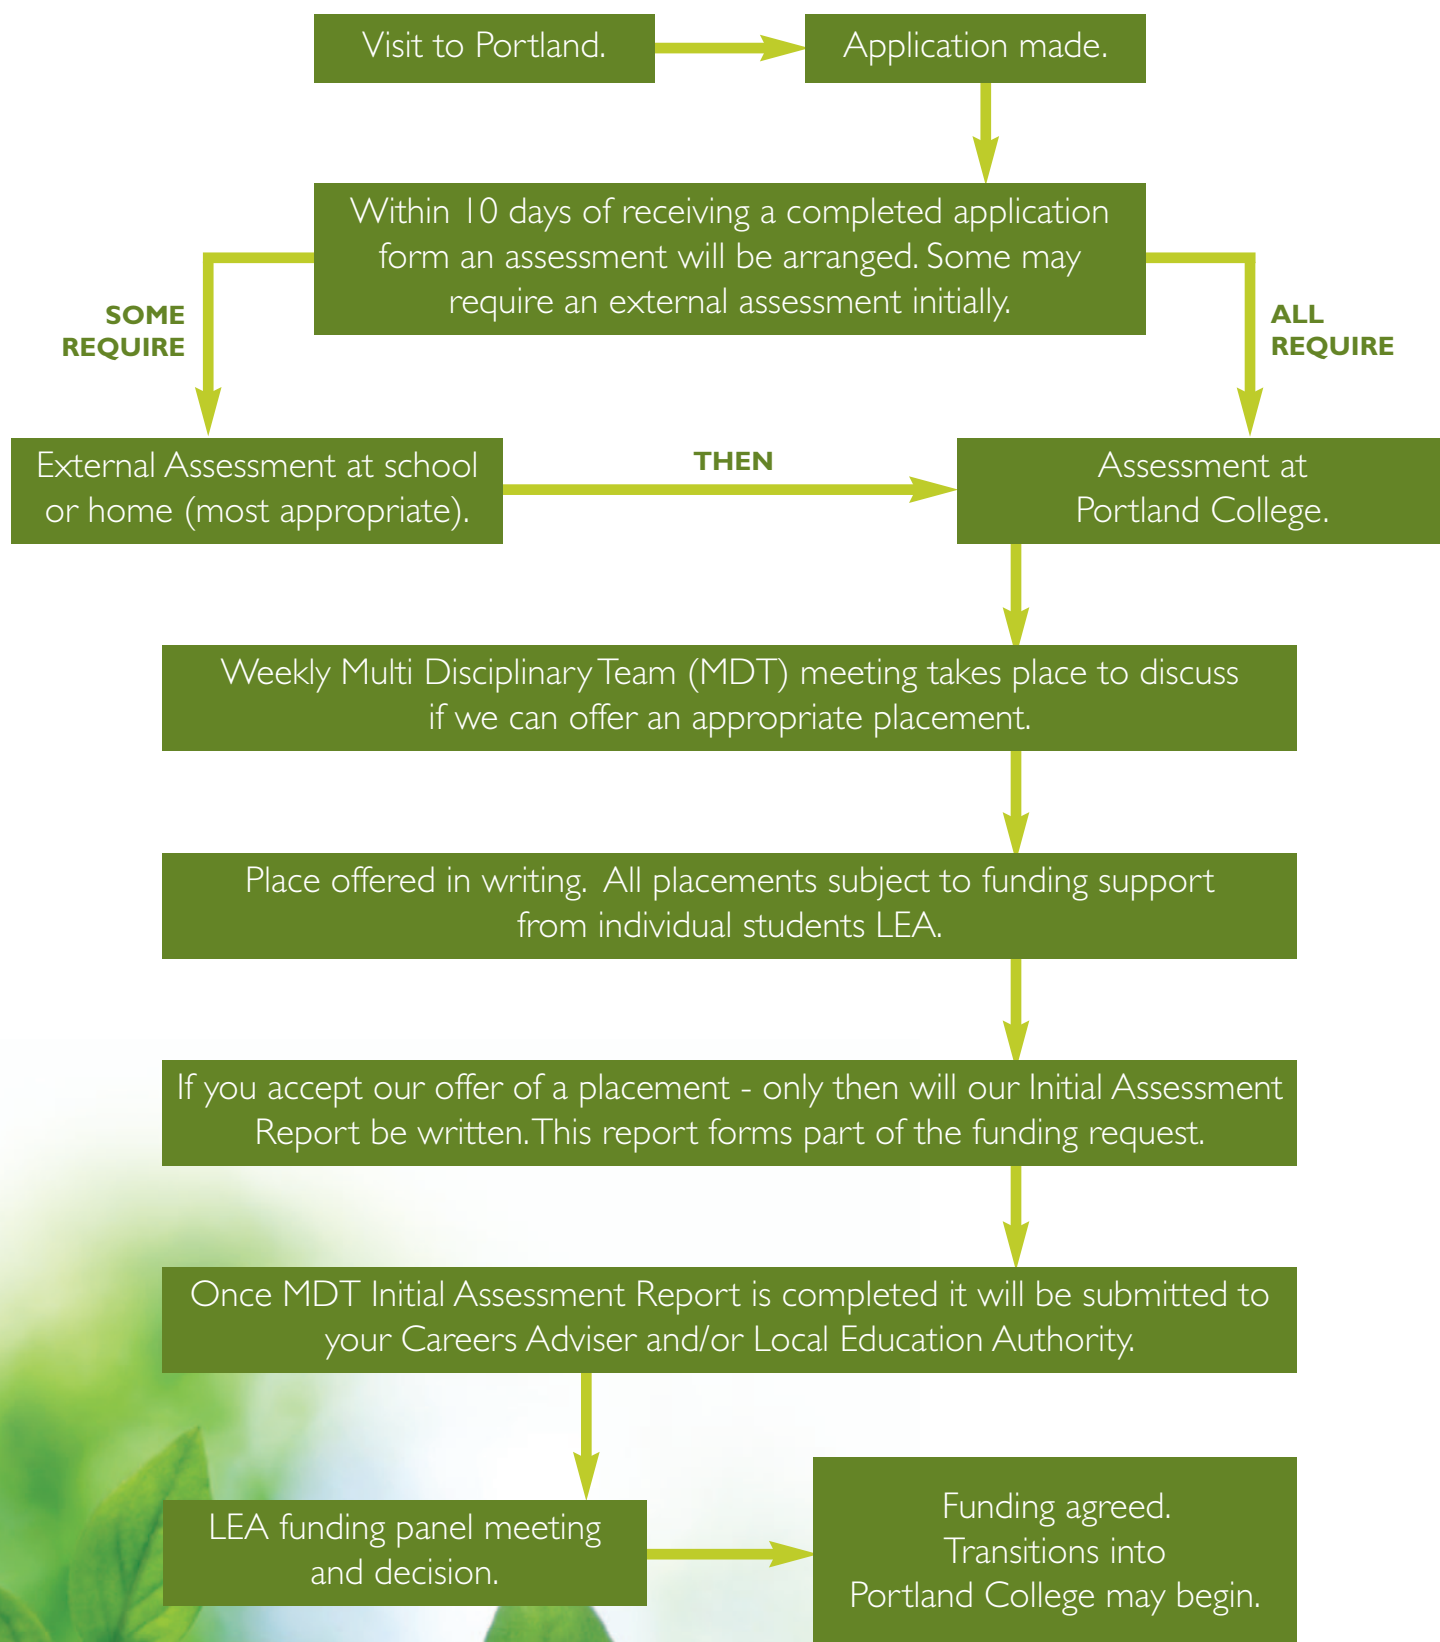 Visit to Portland.
Application made.
Within 10 days of receiving a completed application
form an assessment will be arranged. Some may
require an external assessment initially.
SOME
REQUIRE
ALL
REQUIRE
External Assessment at school
or home (most appropriate).
THEN
Assessment at
Portland College.
Weekly Multi Disciplinary Team (MDT) meeting takes place to discuss
if we can offer an appropriate placement.
Place offered in writing. All placements subject to funding support
from individual students LEA.
If you accept our offer of a placement - only then will our Initial Assessment
Report be written. This report forms part of the funding request.
Once MDT Initial Assessment Report is completed it will be submitted to
your Careers Adviser and/or Local Education Authority.
LEA funding panel meeting
and decision.
Funding agreed.
Transitions into
Portland College may begin.